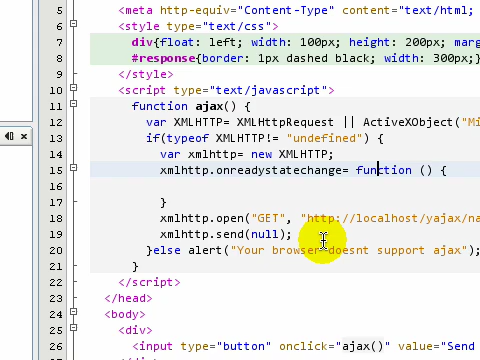 5 <meta http-equiv="Content-Type" content="text/html;
6 <style type="text/css">
7 div{float: left; width: 100px; height: 200px; marg
8 #response{border: 1px dashed black; width: 300px;}
9 </style>
10 <script type="text/javascript">
11 function ajax() {
12 var XMLHTTP= XMLHttpRequest || ActiveXObject("Mi
13 if(typeof XMLHTTP!= "undefined") {
14 var xmlhttp= new XMLHTTP;
15 xmlhttp.onreadystatechange= function () {
16
17 }
18 xmlhttp.open("GET", "http://localhost/yajax/na
19 xmlhttp.send(null);
20 }else alert("Your browser doesnt support ajax");
21 }
22 </script>
23 </head>
24 <body>
25 <div>
26 <input type="button" onclick="ajax()" value="Send